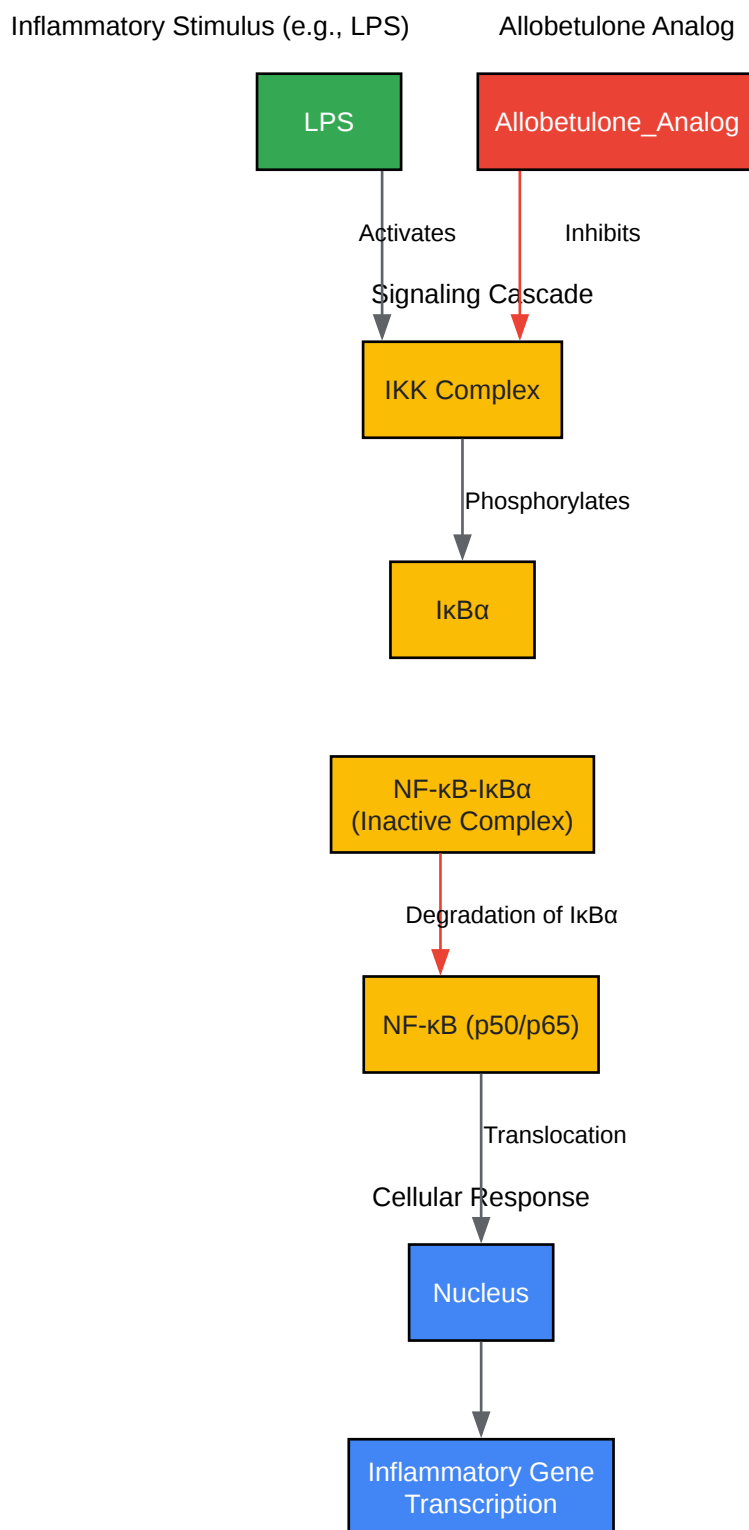 Inflammatory Stimulus (e.g., LPS)
Allobetulone Analog
LPS
Allobetulone_Analog
Activates
Inhibits
Signaling Cascade
IKK Complex
Phosphorylates
IκBα
NF-κB-IκBα
(Inactive Complex)
Degradation of IκBα
NF-κB (p50/p65)
Translocation
Cellular Response
Nucleus
Inflammatory Gene
Transcription